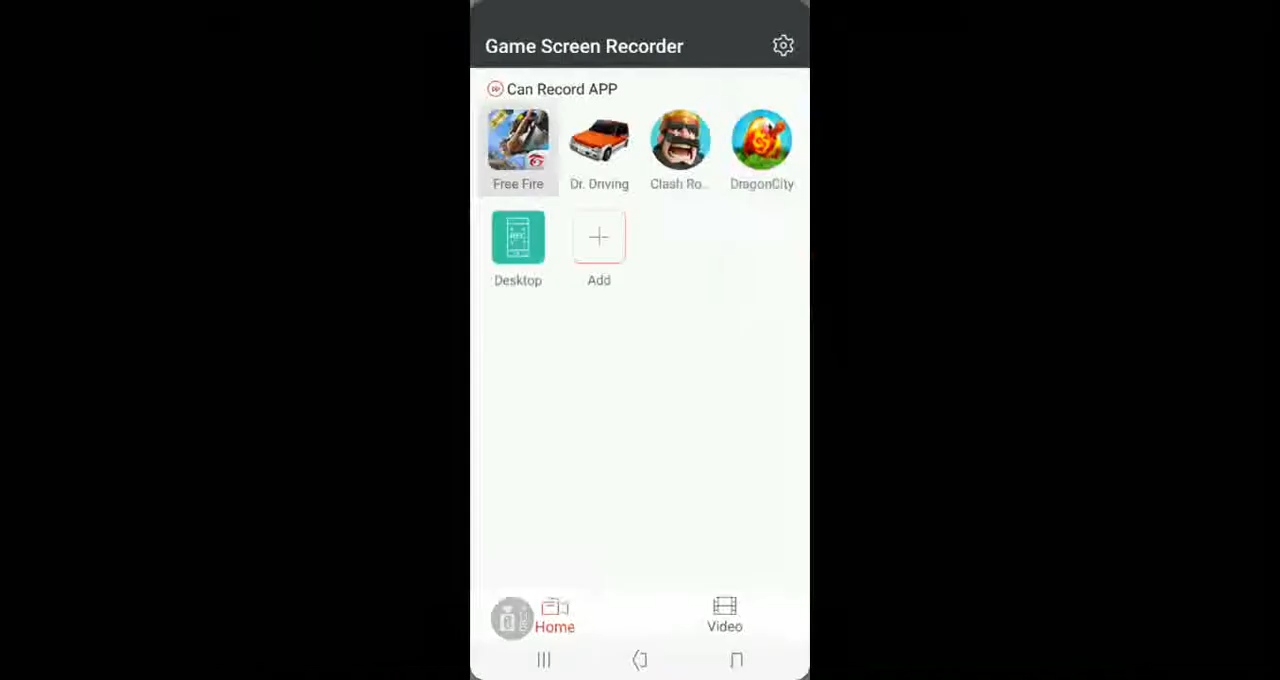 Game Screen Recorder
Can Record APP
Free Fire
Dr. Driving
Clash Ro..
DragonCity
Desktop
Add
Home
Video